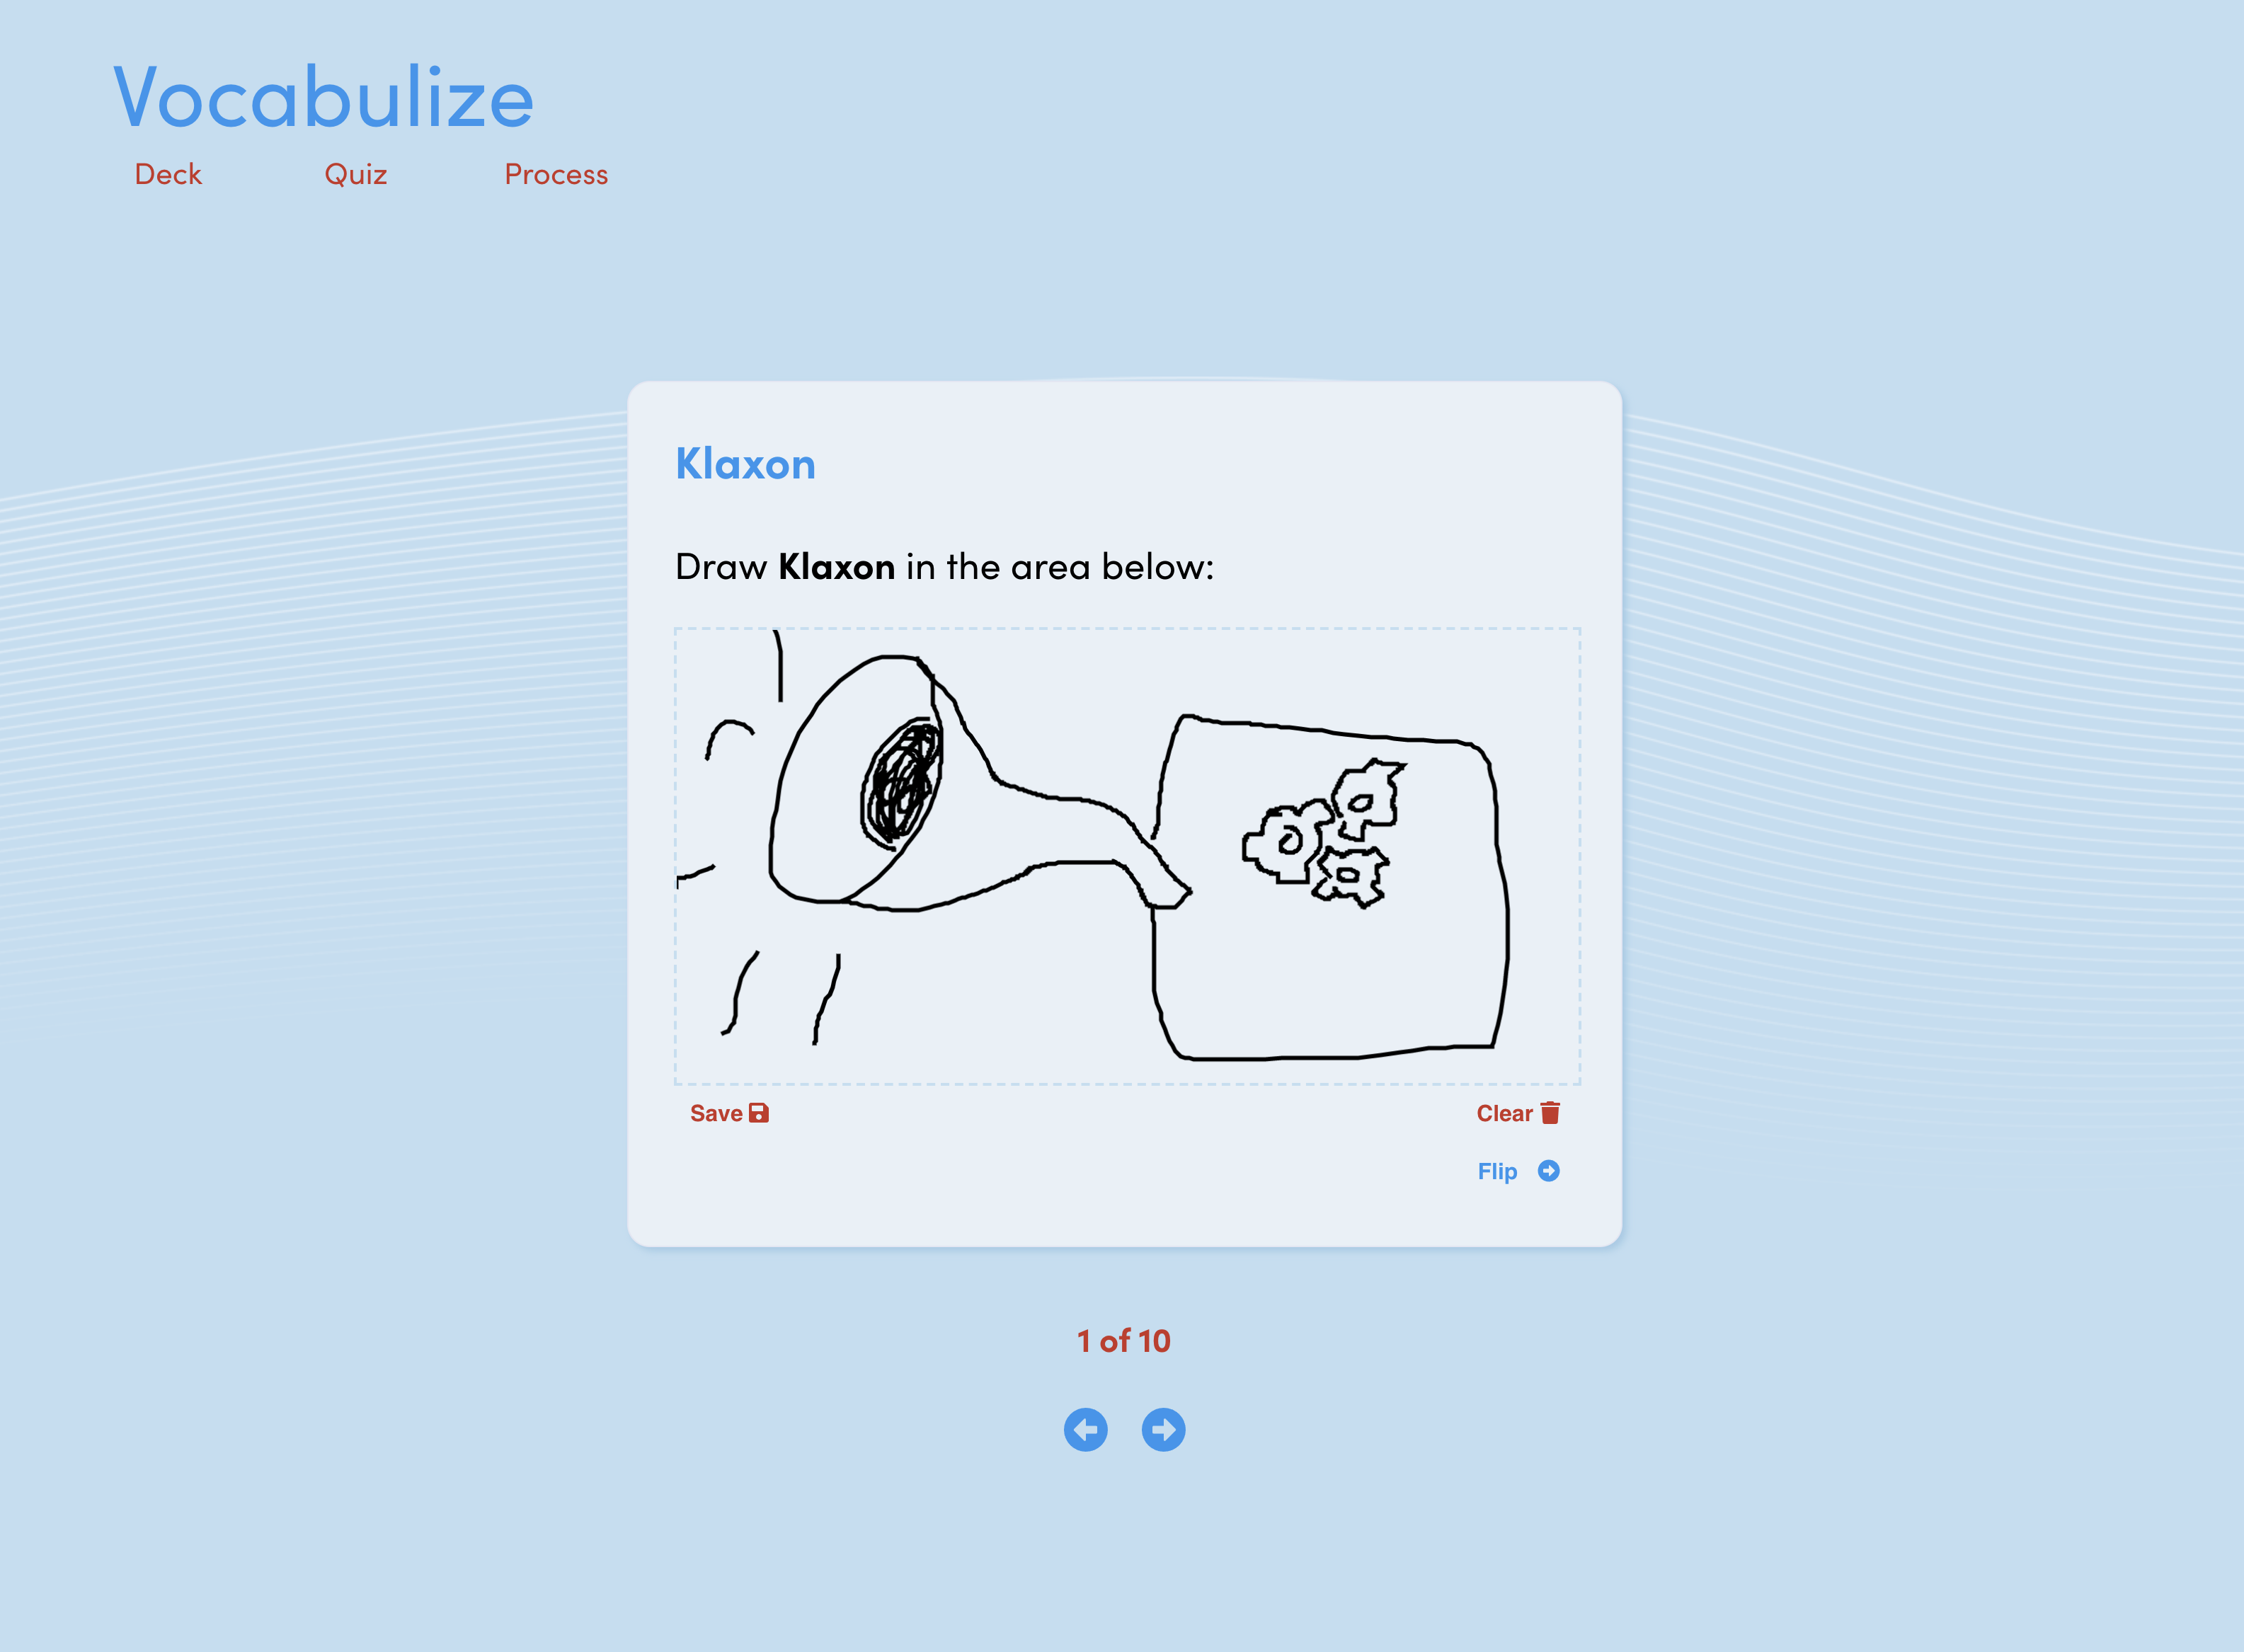 Vocabulize
Deck Quiz Process
Klaxon
Draw Klaxon in the area below:
Save Clear
Flip
1 of 10